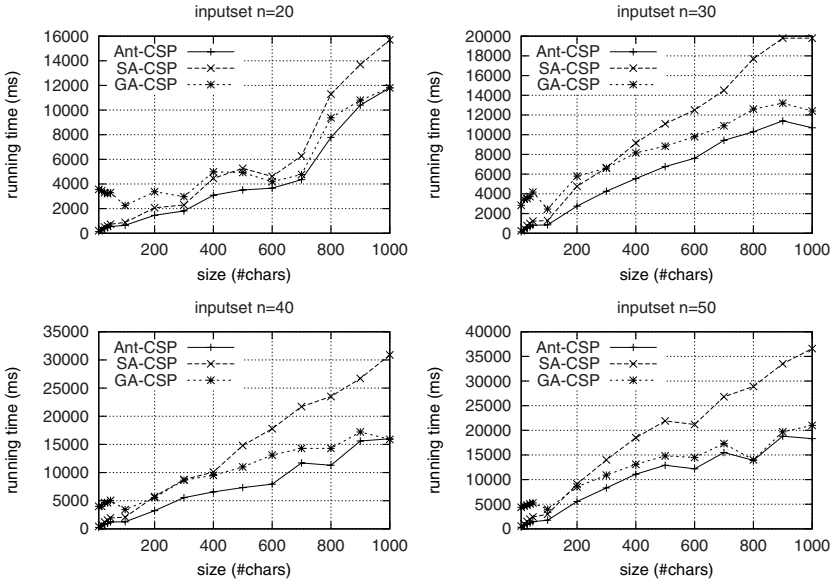 inputset n=20
16000
14000
12000
10000
8000
6000
4000
2000
0
running time (ms)
Ant-CSP
SA-CSP
GA-CSP
200 400 600 800 1000
size (#chars)
inputset n=30
20000
18000
16000
14000
12000
10000
8000
6000
4000
2000
0
running time (ms)
Ant-CSP
SA-CSP
GA-CSP
200 400 600 800 1000
size (#chars)
inputset n=40
35000
30000
25000
20000
15000
10000
5000
0
running time (ms)
Ant-CSP
SA-CSP
GA-CSP
200 400 600 800 1000
size (#chars)
inputset n=50
40000
35000
30000
25000
20000
15000
10000
5000
0
running time (ms)
Ant-CSP
SA-CSP
GA-CSP
200 400 600 800 1000
size (#chars)